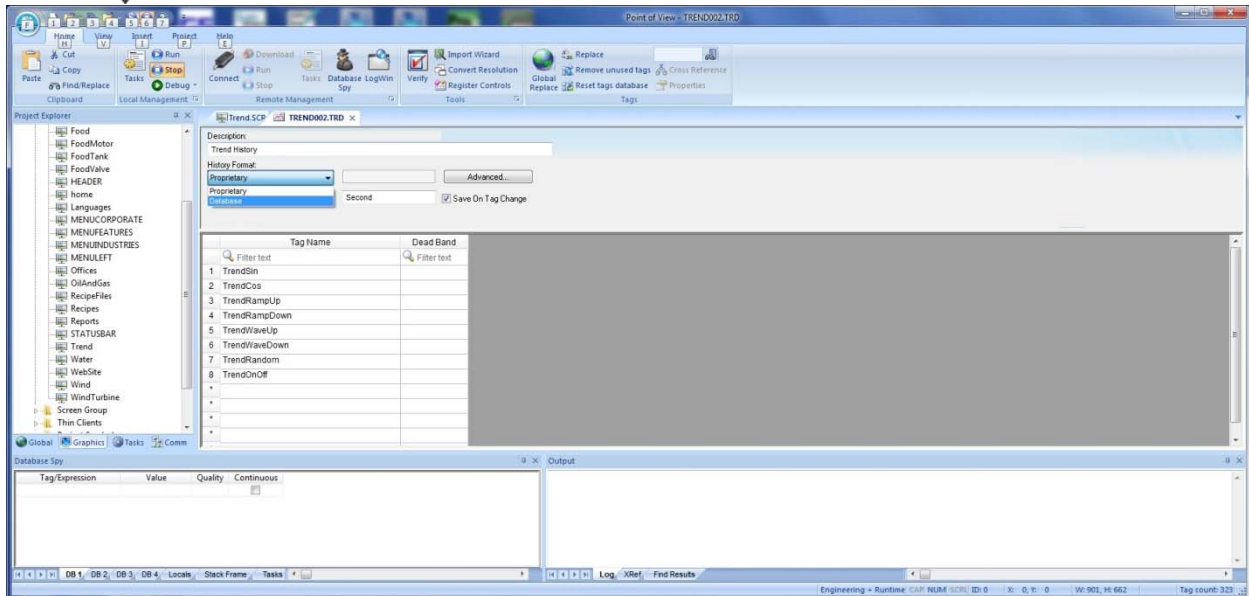 Point of View - TREND002.TRD
F 1 2 3 4 5 6 7
Home View Insert Project Help
H V I P E
Paste
Cut
Copy
Find/Replace
Clipboard
Tasks
Run
Stop
Debug
Local Management
Connect
Download
Run
Stop
Tasks
Database Spy
LogWin
Remote Management
Verify
Import Wizard
Convert Resolution
Register Controls
Tools
Global Replace
Replace
Remove unused tags
Reset tags database
Cross Reference
Properties
Tags
Project Explorer
Food
FoodMotor
FoodTank
FoodValve
HEADER
home
Languages
MENUCORPORATE
MENUFEATURES
MENUINDUSTRIES
MENULEFT
Offices
OilAndGas
RecipeFiles
Recipes
Reports
STATUSBAR
Trend
Water
WebSite
Wind
WindTurbine
Screen Group
Thin Clients
Global Graphics Tasks Comm
Trend.SCP TREND002.TRD
Description:
Trend History
History Format:
Proprietary Advanced...
Proprietary
Database
Second Save On Tag Change
Tag Name Dead Band
Filter text Filter text
1 TrendSin
2 TrendCos
3 TrendRampUp
4 TrendRampDown
5 TrendWaveUp
6 TrendWaveDown
7 TrendRandom
8 TrendOnOff
*
*
*
*
Database Spy
Tag/Expression Value Quality Continuous
DB 1 DB 2 DB 3 DB 4 Locals Stack Frame Tasks
Output
Log XRef Find Results
Engineering + Runtime CAP NUM SCRL ID: 0 X: 0, Y: 0 W: 901, H: 662 Tag count: 323